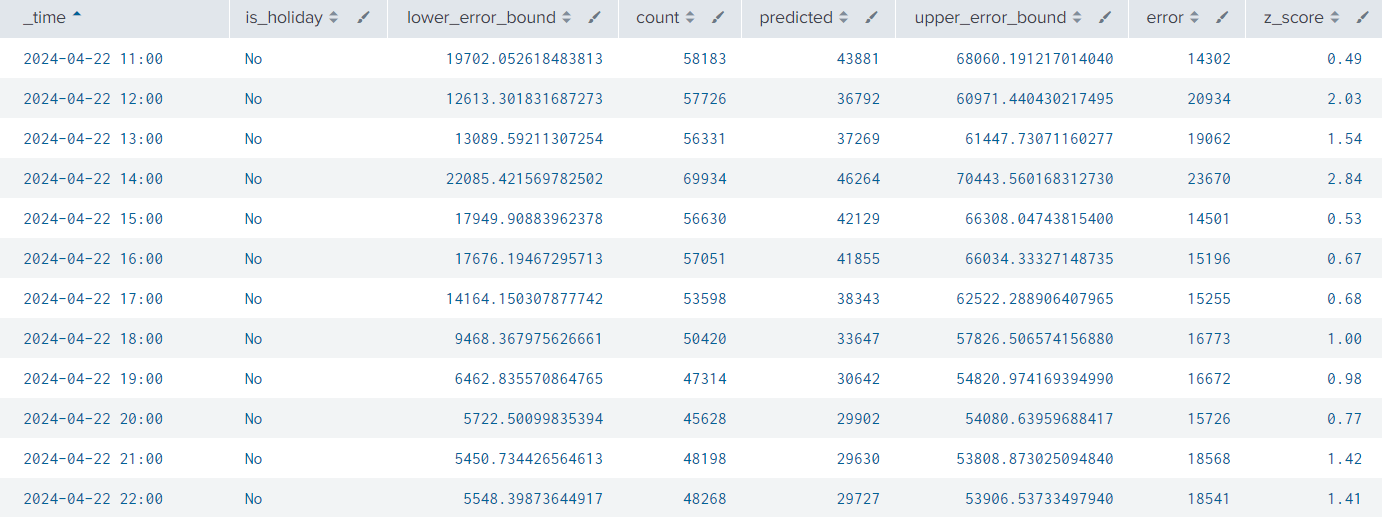 _time is_holiday lower_error_bound count predicted upper_error_bound error z_score
2024-04-22 11:00 No 19702.052618483813 58183 43881 68060.191217014040 14302 0.49
2024-04-22 12:00 No 12613.301831687273 57726 36792 60971.440430217495 20934 2.03
2024-04-22 13:00 No 13089.59211307254 56331 37269 61447.73071160277 19062 1.54
2024-04-22 14:00 No 22085.421569782502 69934 46264 70443.560168312730 23670 2.84
2024-04-22 15:00 No 17949.90883962378 56630 42129 66308.04743815400 14501 0.53
2024-04-22 16:00 No 17676.19467295713 57051 41855 66034.33327148735 15196 0.67
2024-04-22 17:00 No 14164.150307877742 53598 38343 62522.288906407965 15255 0.68
2024-04-22 18:00 No 9468.367975626661 50420 33647 57826.506574156880 16773 1.00
2024-04-22 19:00 No 6462.835570864765 47314 30642 54820.974169394990 16672 0.98
2024-04-22 20:00 No 5722.50099835394 45628 29902 54080.63959688417 15726 0.77
2024-04-22 21:00 No 5450.734426564613 48198 29630 53808.873025094840 18568 1.42
2024-04-22 22:00 No 5548.39873644917 48268 29727 53906.53733497940 18541 1.41